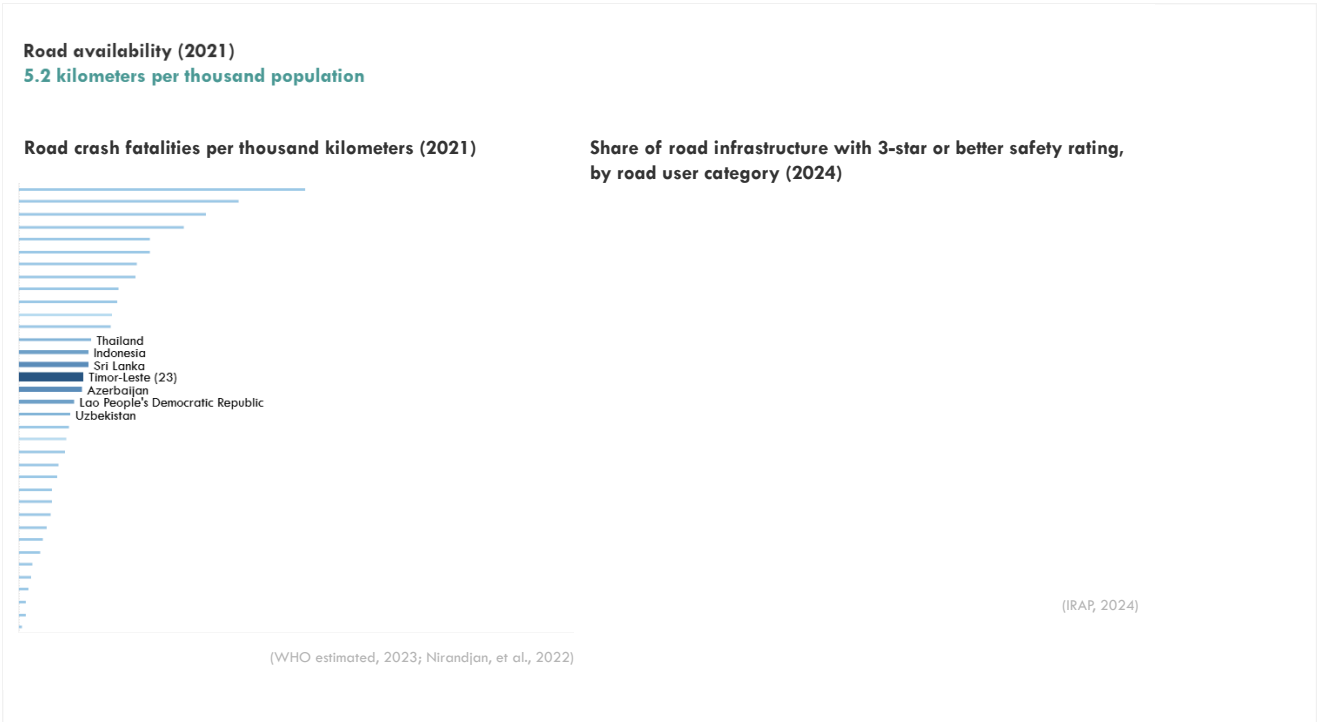 Road availability (2021)
5.2 kilometers per thousand population
Road crash fatalities per thousand kilometers (2021)
Thailand
Indonesia
Sri Lanka
Timor-Leste (23)
Azerbaijan
Lao People's Democratic Republic
Uzbekistan
(WHO estimated, 2023; Nirandjan, et al., 2022)
Share of road infrastructure with 3-star or better safety rating,
by road user category (2024)
(IRAP, 2024)